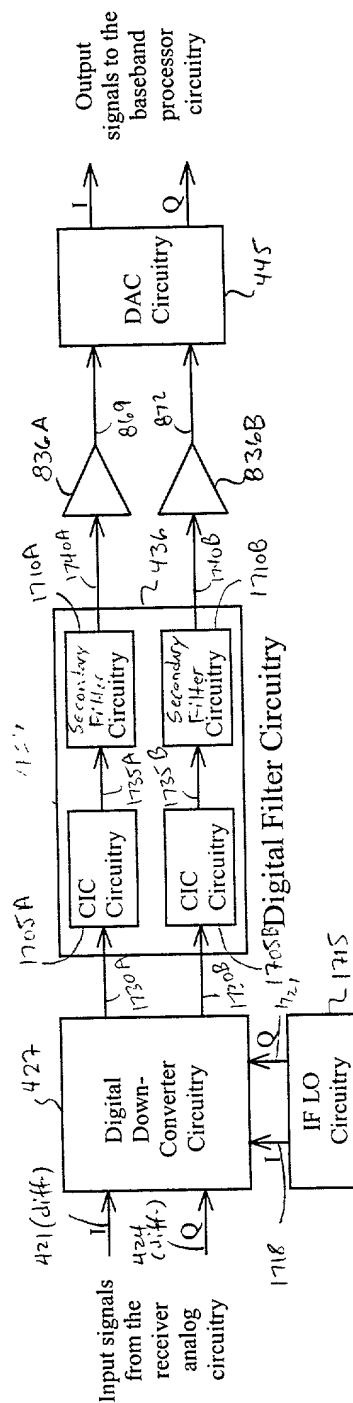 Input signals
from the
receiver
analog
circuitry
421 (diff.)
I
424
(diff.)
Q
427
Digital
Down-
Converter
Circuitry
1718
I
Q
1721
IF LO
Circuitry
1715
1730A
1730B
1705A
CIC
Circuitry
CIC
Circuitry
1705B
1735A
1735B
Secondary
Filter
Circuitry
Secondary
Filter
Circuitry
1710A
1710B
436
Digital Filter Circuitry
1740A
1740B
836A
836B
869
872
DAC
Circuitry
445
I
Q
Output
signals to the
baseband
processor
circuitry